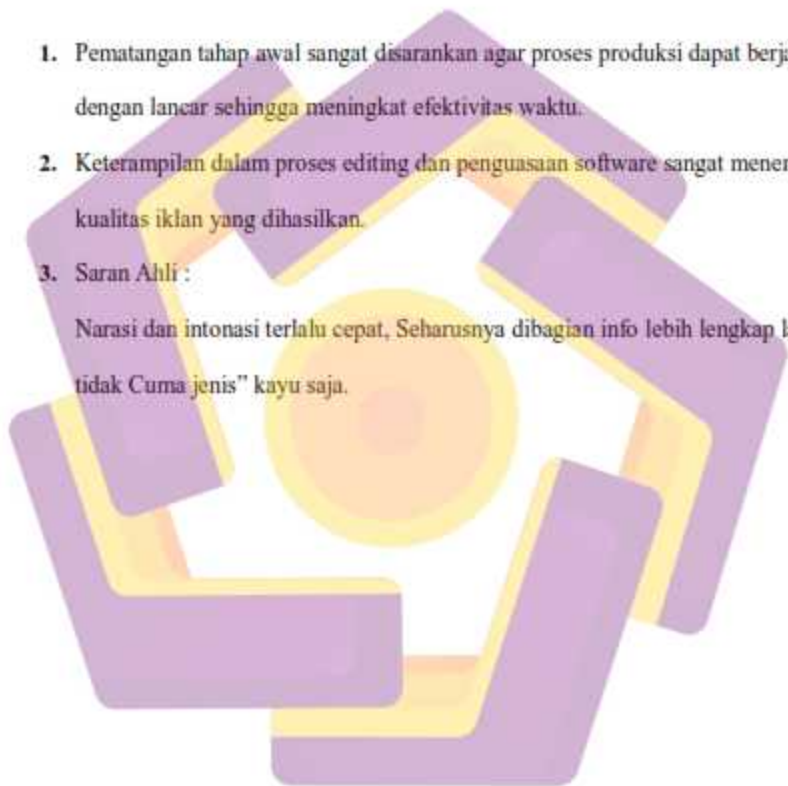 1. Pematangan tahap awal sangat disarankan agar proses produksi dapat berja
dengan lancar sehingga meningkat efektivitas waktu.
2. Keterampilan dalam proses editing dan penguasaan software sangat menen
kualitas iklan yang dihasilkan.
3. Saran Ahli :
Narasi dan intonasi terlalu cepat, Seharusnya dibagian info lebih lengkap l
tidak Cuma jenis” kayu saja.